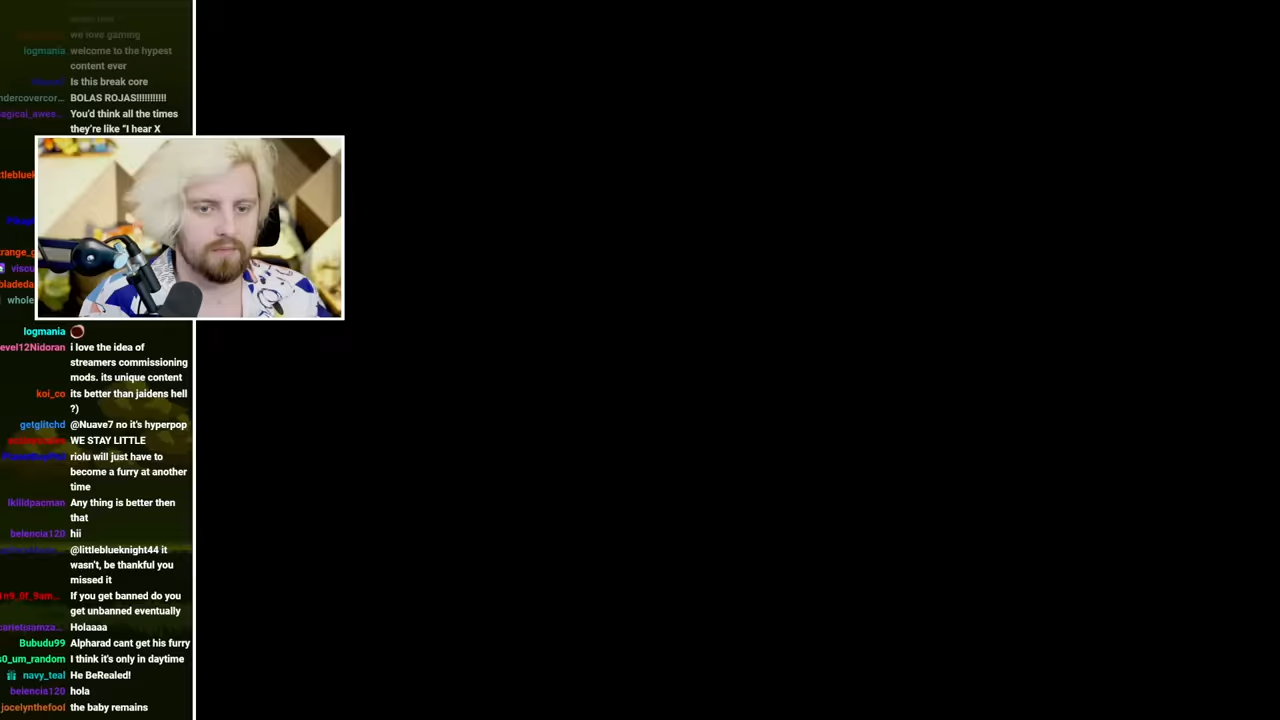 we love gaming
logmania welcome to the hypest
content ever
Is this break core
ndercovercor... BOLAS ROJAS!!!!!!!!!!!
agical_awes... You'd think all the times
they're like "I hear X
logmania
evel12Nidoran i love the idea of
streamers commissioning
mods. its unique content
koi_co its better than jaidens hell
?)
getglitchd @Nuave7 no it's hyperpop
WE STAY LITTLE
riolu will just have to
become a furry at another
time
lkllldpacman Any thing is better then
that
belencia120 hii
@littleblueknight44 it
wasn't, be thankful you
missed it
If you get banned do you
get unbanned eventually
Holaaaa
Bubudu99 Alpharad cant get his furry
s0_um_random I think it's only in daytime
navy_teal He BeRealed!
belencia120 hola
jocelynthefool the baby remains